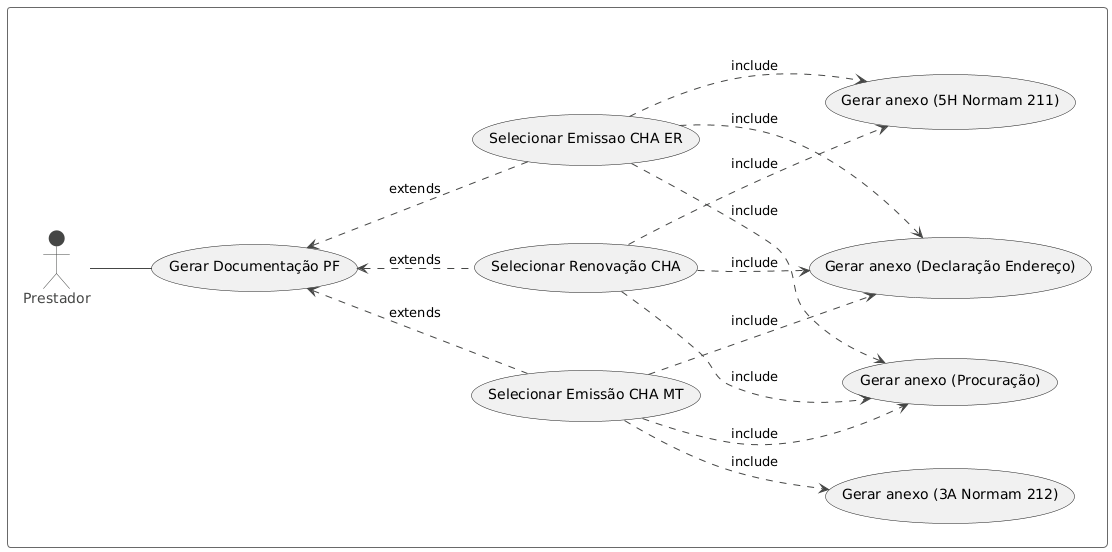 include
Gerar anexo (5H Normam 211)
include
Selecionar Emissao CHA ER
include
extends
include
Gerar Documentação PF
extends
Selecionar Renovação CHA
include
Gerar anexo (Declaração Endereço)
Prestador
extends
include
include
Gerar anexo (Procuração)
Selecionar Emissão CHA MT
include
include
Gerar anexo (3A Normam 212)